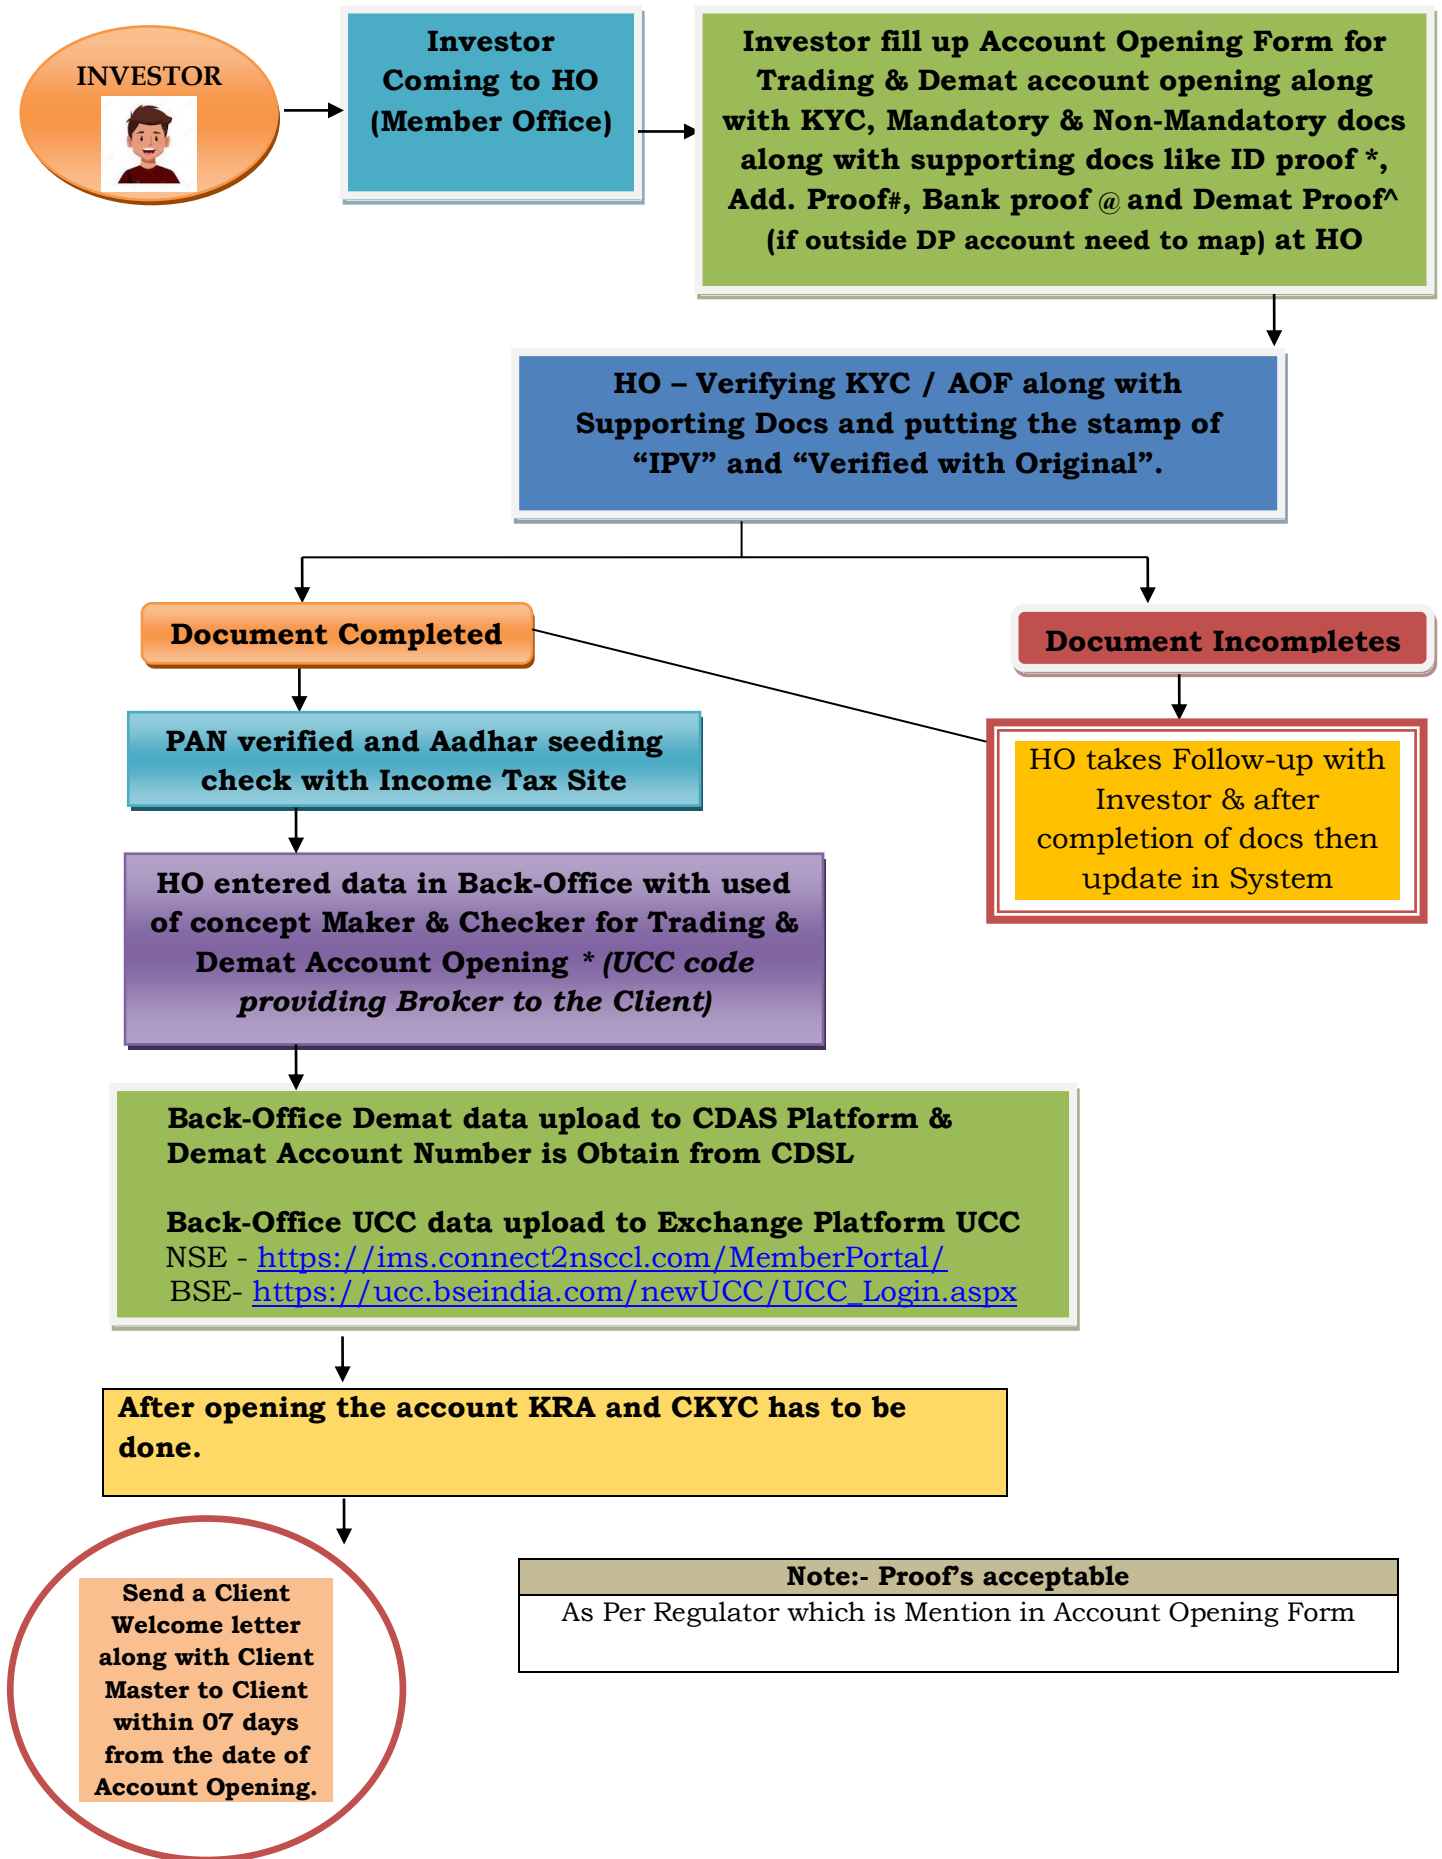 INVESTOR
Investor
Coming to HO
(Member Office)
Investor fill up Account Opening Form for
Trading & Demat account opening along
with KYC, Mandatory & Non-Mandatory docs
along with supporting docs like ID proof *,
Add. Proof#, Bank proof @ and Demat Proof^
(if outside DP account need to map) at HO
HO – Verifying KYC / AOF along with
Supporting Docs and putting the stamp of
“IPV” and “Verified with Original”.
Document Completed
Document Incompletes
PAN verified and Aadhar seeding
check with Income Tax Site
HO takes Follow-up with
Investor & after
completion of docs then
update in System
HO entered data in Back-Office with used
of concept Maker & Checker for Trading &
Demat Account Opening * (UCC code
providing Broker to the Client)
Back-Office Demat data upload to CDAS Platform &
Demat Account Number is Obtain from CDSL
Back-Office UCC data upload to Exchange Platform UCC
NSE - https://ims.connect2nsccl.com/MemberPortal/
BSE- https://ucc.bseindia.com/newUCC/UCC_Login.aspx
After opening the account KRA and CKYC has to be
done.
Send a Client
Welcome letter
along with Client
Master to Client
within 07 days
from the date of
Account Opening.
Note:- Proof's acceptable
As Per Regulator which is Mention in Account Opening Form